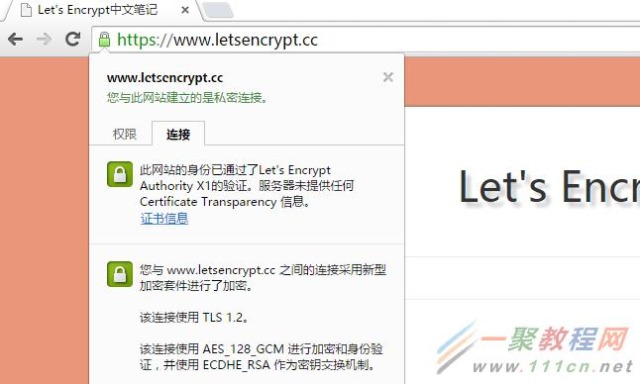 Let's Encrypt中文笔记
https://www.letsencrypt.cc
www.letsencrypt.cc
您与此网站建立的是私密连接。
权限
连接
此网站的身份已通过了Let's Encrypt
Authority X1的验证。服务器未提供任何
Certificate Transparency 信息。
证书信息
您与 www.letsencrypt.cc 之间的连接采用新型
加密套件进行了加密。
该连接使用 TLS 1.2。
该连接使用 AES_128_GCM 进行加密和身份验
证，并使用 ECDHE_RSA 作为密钥交换机制。
Let's Encr
一聚教程网
www.111cn.net